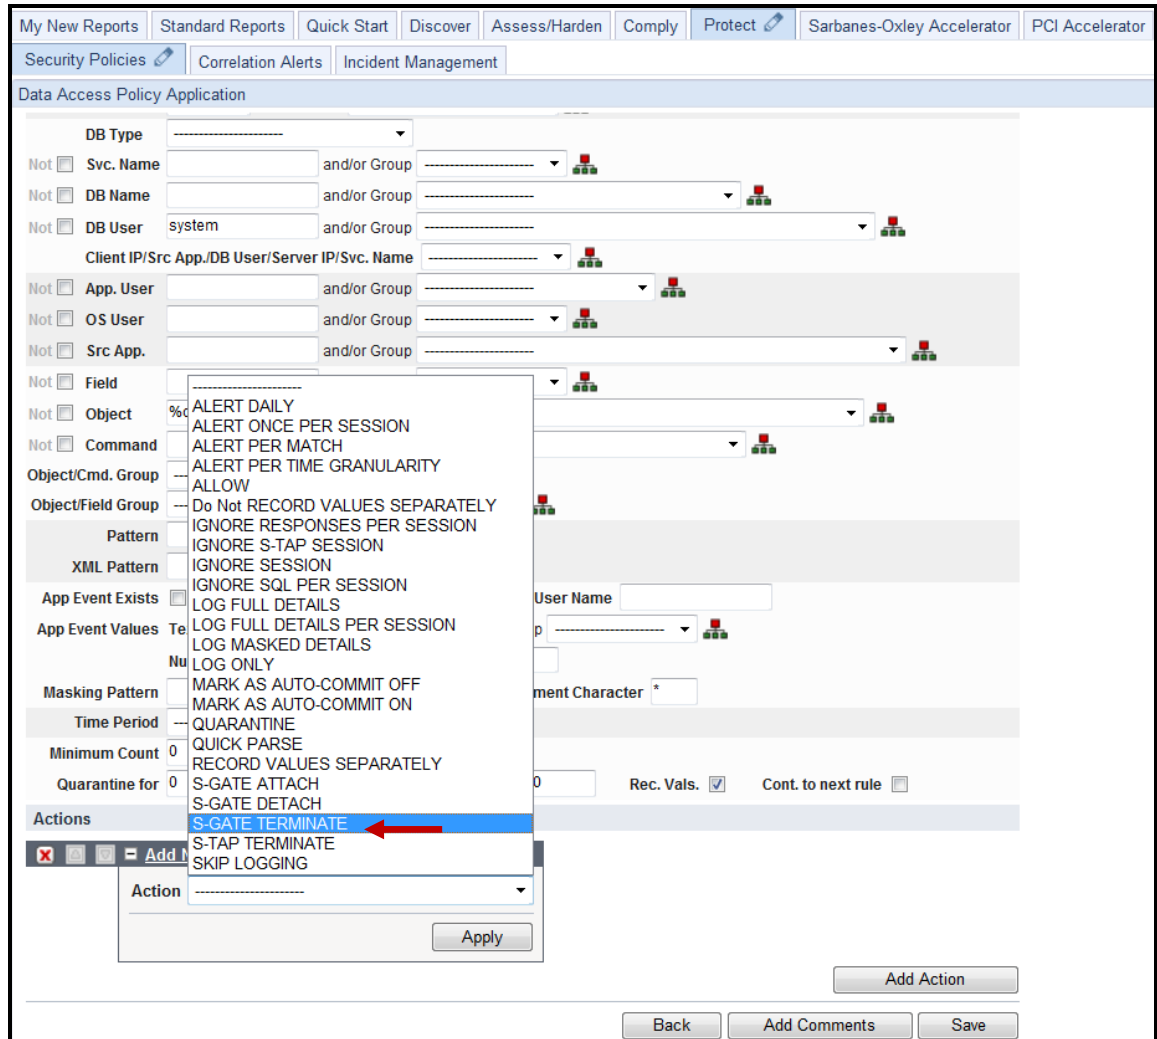 My New Reports Standard Reports Quick Start Discover Assess/Harden Comply Protect Sarbanes-Oxley Accelerator PCI Accelerator
Security Policies Correlation Alerts Incident Management
Data Access Policy Application
DB Type ----------------------
Not Svc. Name and/or Group ----------------------
Not DB Name and/or Group ----------------------
Not DB User system and/or Group ----------------------
Client IP/Src App./DB User/Server IP/Svc. Name ----------------------
Not App. User and/or Group ----------------------
Not OS User and/or Group ----------------------
Not Src App. and/or Group ----------------------
Not Field
Not Object
Not Command
Object/Cmd. Group
Object/Field Group
Pattern
XML Pattern
App Event Exists User Name
App Event Values ----------------------
Masking Pattern Character *
Time Period
Minimum Count 0
Quarantine for 0 0 Rec. Vals. Cont. to next rule
Actions
----------------------
ALERT DAILY
ALERT ONCE PER SESSION
ALERT PER MATCH
ALERT PER TIME GRANULARITY
ALLOW
Do Not RECORD VALUES SEPARATELY
IGNORE RESPONSES PER SESSION
IGNORE S-TAP SESSION
IGNORE SESSION
IGNORE SQL PER SESSION
LOG FULL DETAILS
LOG FULL DETAILS PER SESSION
LOG MASKED DETAILS
LOG ONLY
MARK AS AUTO-COMMIT OFF
MARK AS AUTO-COMMIT ON
QUARANTINE
QUICK PARSE
RECORD VALUES SEPARATELY
S-GATE ATTACH
S-GATE DETACH
S-GATE TERMINATE
S-TAP TERMINATE
SKIP LOGGING
Add
Action ----------------------
Apply
Add Action
Back Add Comments Save